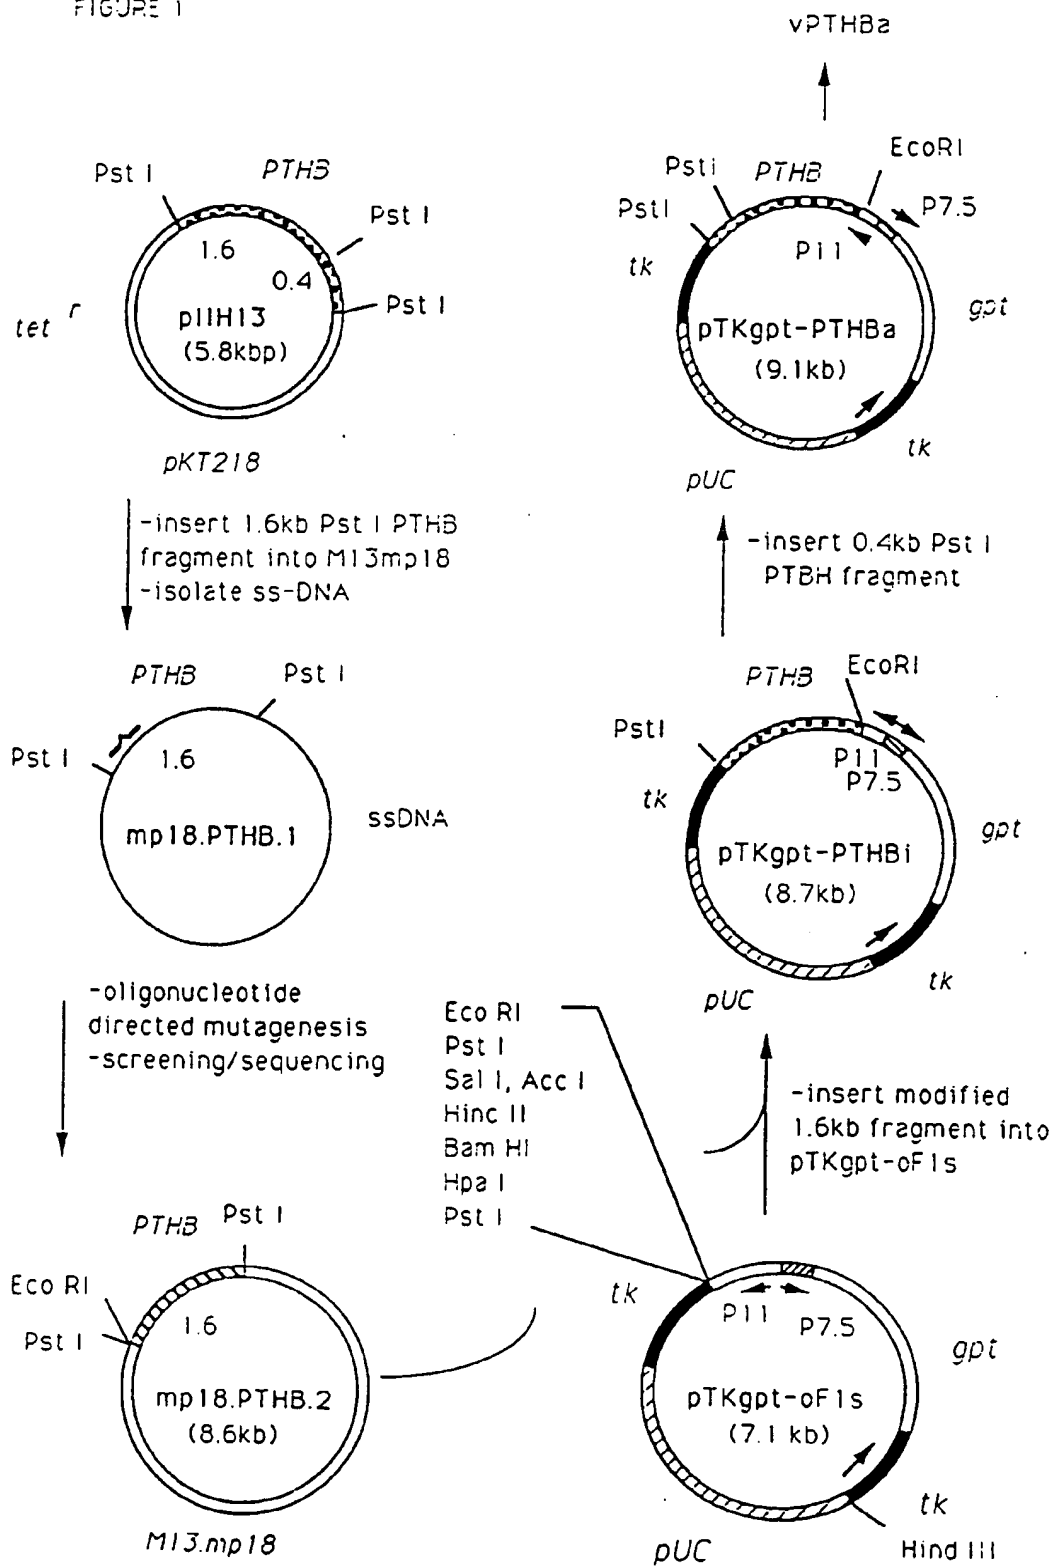 FIGURE 1
Pst I
PTHB
Pst I
1.6
0.4
Pst I
tet r
pIIH13
(5.8kbp)
pKT218
-insert 1.6kb Pst I PTHB
fragment into M13mp18
-isolate ss-DNA
PTHB
Pst I
Pst I
1.6
mp18.PTHB.1
ssDNA
-oligonucleotide
directed mutagenesis
-screening/sequencing
PTHB
Pst I
Eco RI
Pst I
1.6
mp18.PTHB.2
(8.6kb)
M13.mp18
Eco RI
Pst I
Sal I, Acc I
Hinc II
Bam HI
Hpa I
Pst I
tk
P11
P7.5
gpt
pTKgpt-oF1s
(7.1 kb)
tk
Hind III
pUC
-insert modified
1.6kb fragment into
pTKgpt-oF1s
PTHB
EcoRI
PstI
P11
P7.5
tk
gpt
pTKgpt-PTHBi
(8.7kb)
tk
pUC
-insert 0.4kb Pst I
PTBH fragment
vPTHBa
EcoRI
PstI
PTHB
P7.5
PstI
P11
tk
gpt
pTKgpt-PTHBa
(9.1kb)
tk
pUC